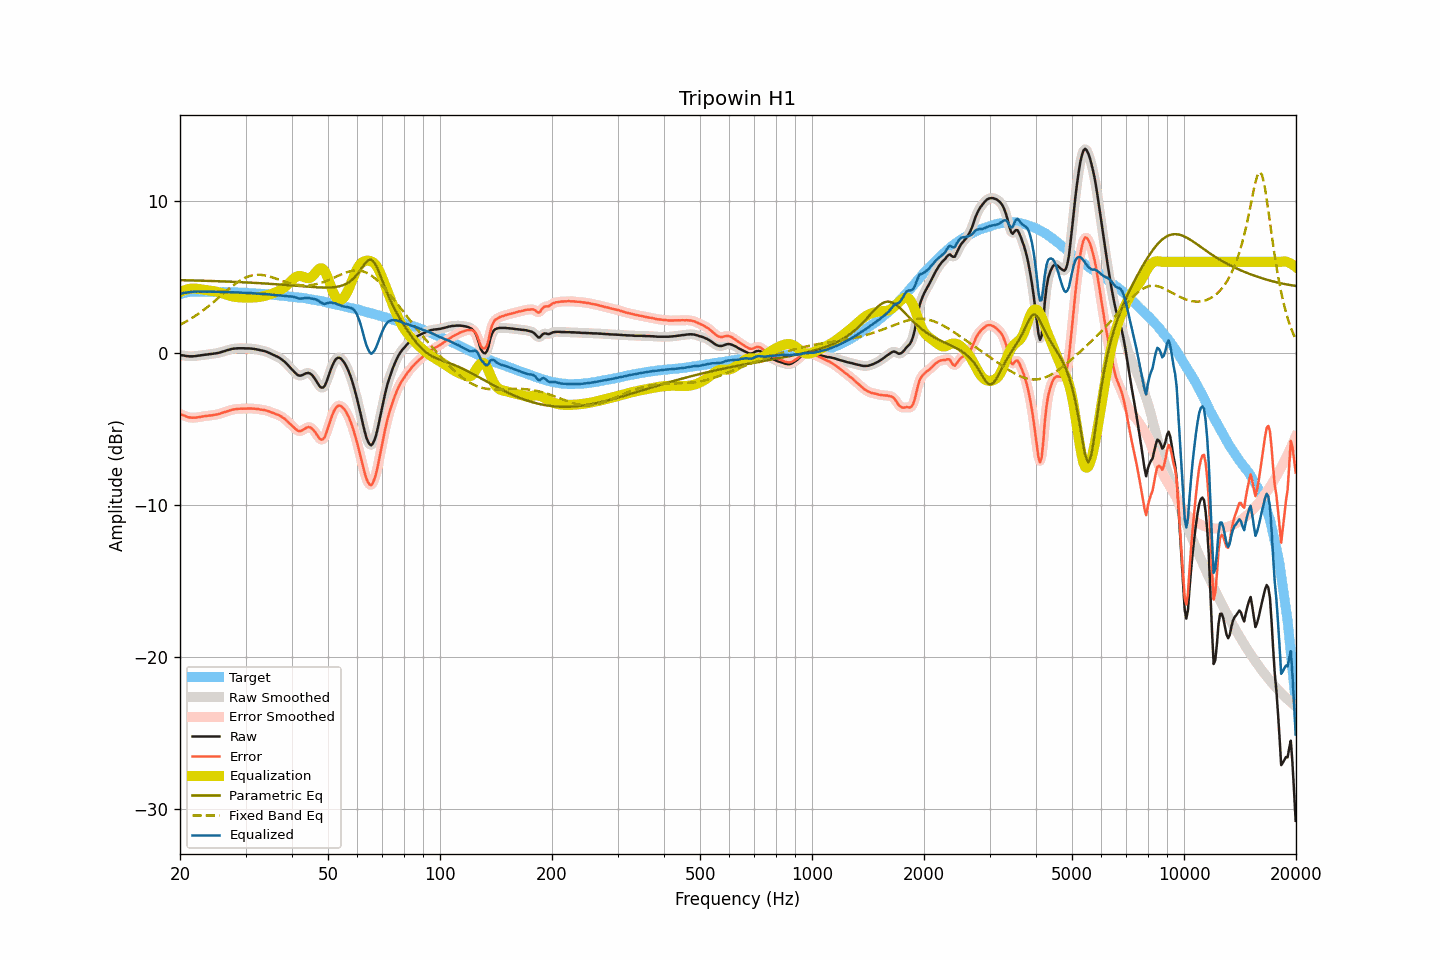 Tripowin H1
Amplitude (dBr)
10
0
−10
−20
−30
Target
Raw Smoothed
Error Smoothed
Raw
Error
Equalization
Parametric Eq
Fixed Band Eq
Equalized
20 50 100 200 500 1000 2000 5000 10000 20000
Frequency (Hz)